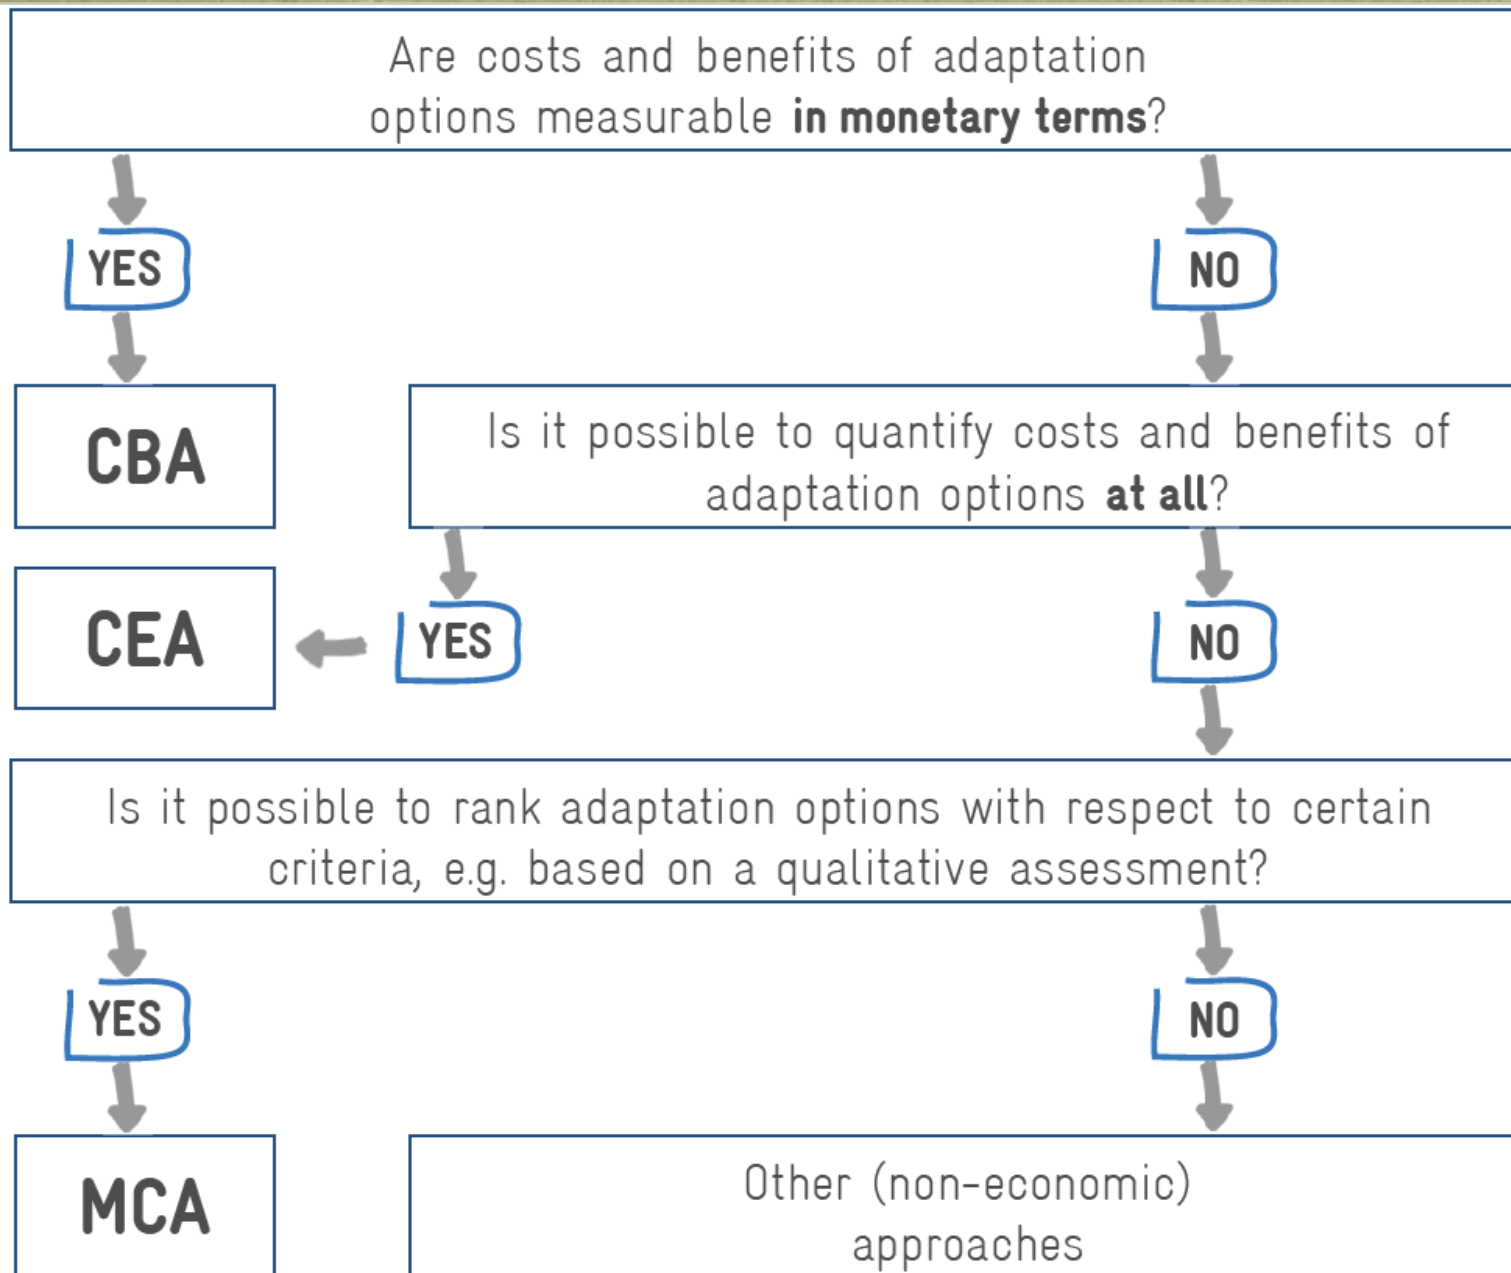 Are costs and benefits of adaptation
options measurable in monetary terms?
YES
NO
CBA
Is it possible to quantify costs and benefits of
adaptation options at all?
CEA
YES
NO
Is it possible to rank adaptation options with respect to certain
criteria, e.g. based on a qualitative assessment?
YES
NO
MCA
Other (non-economic)
approaches